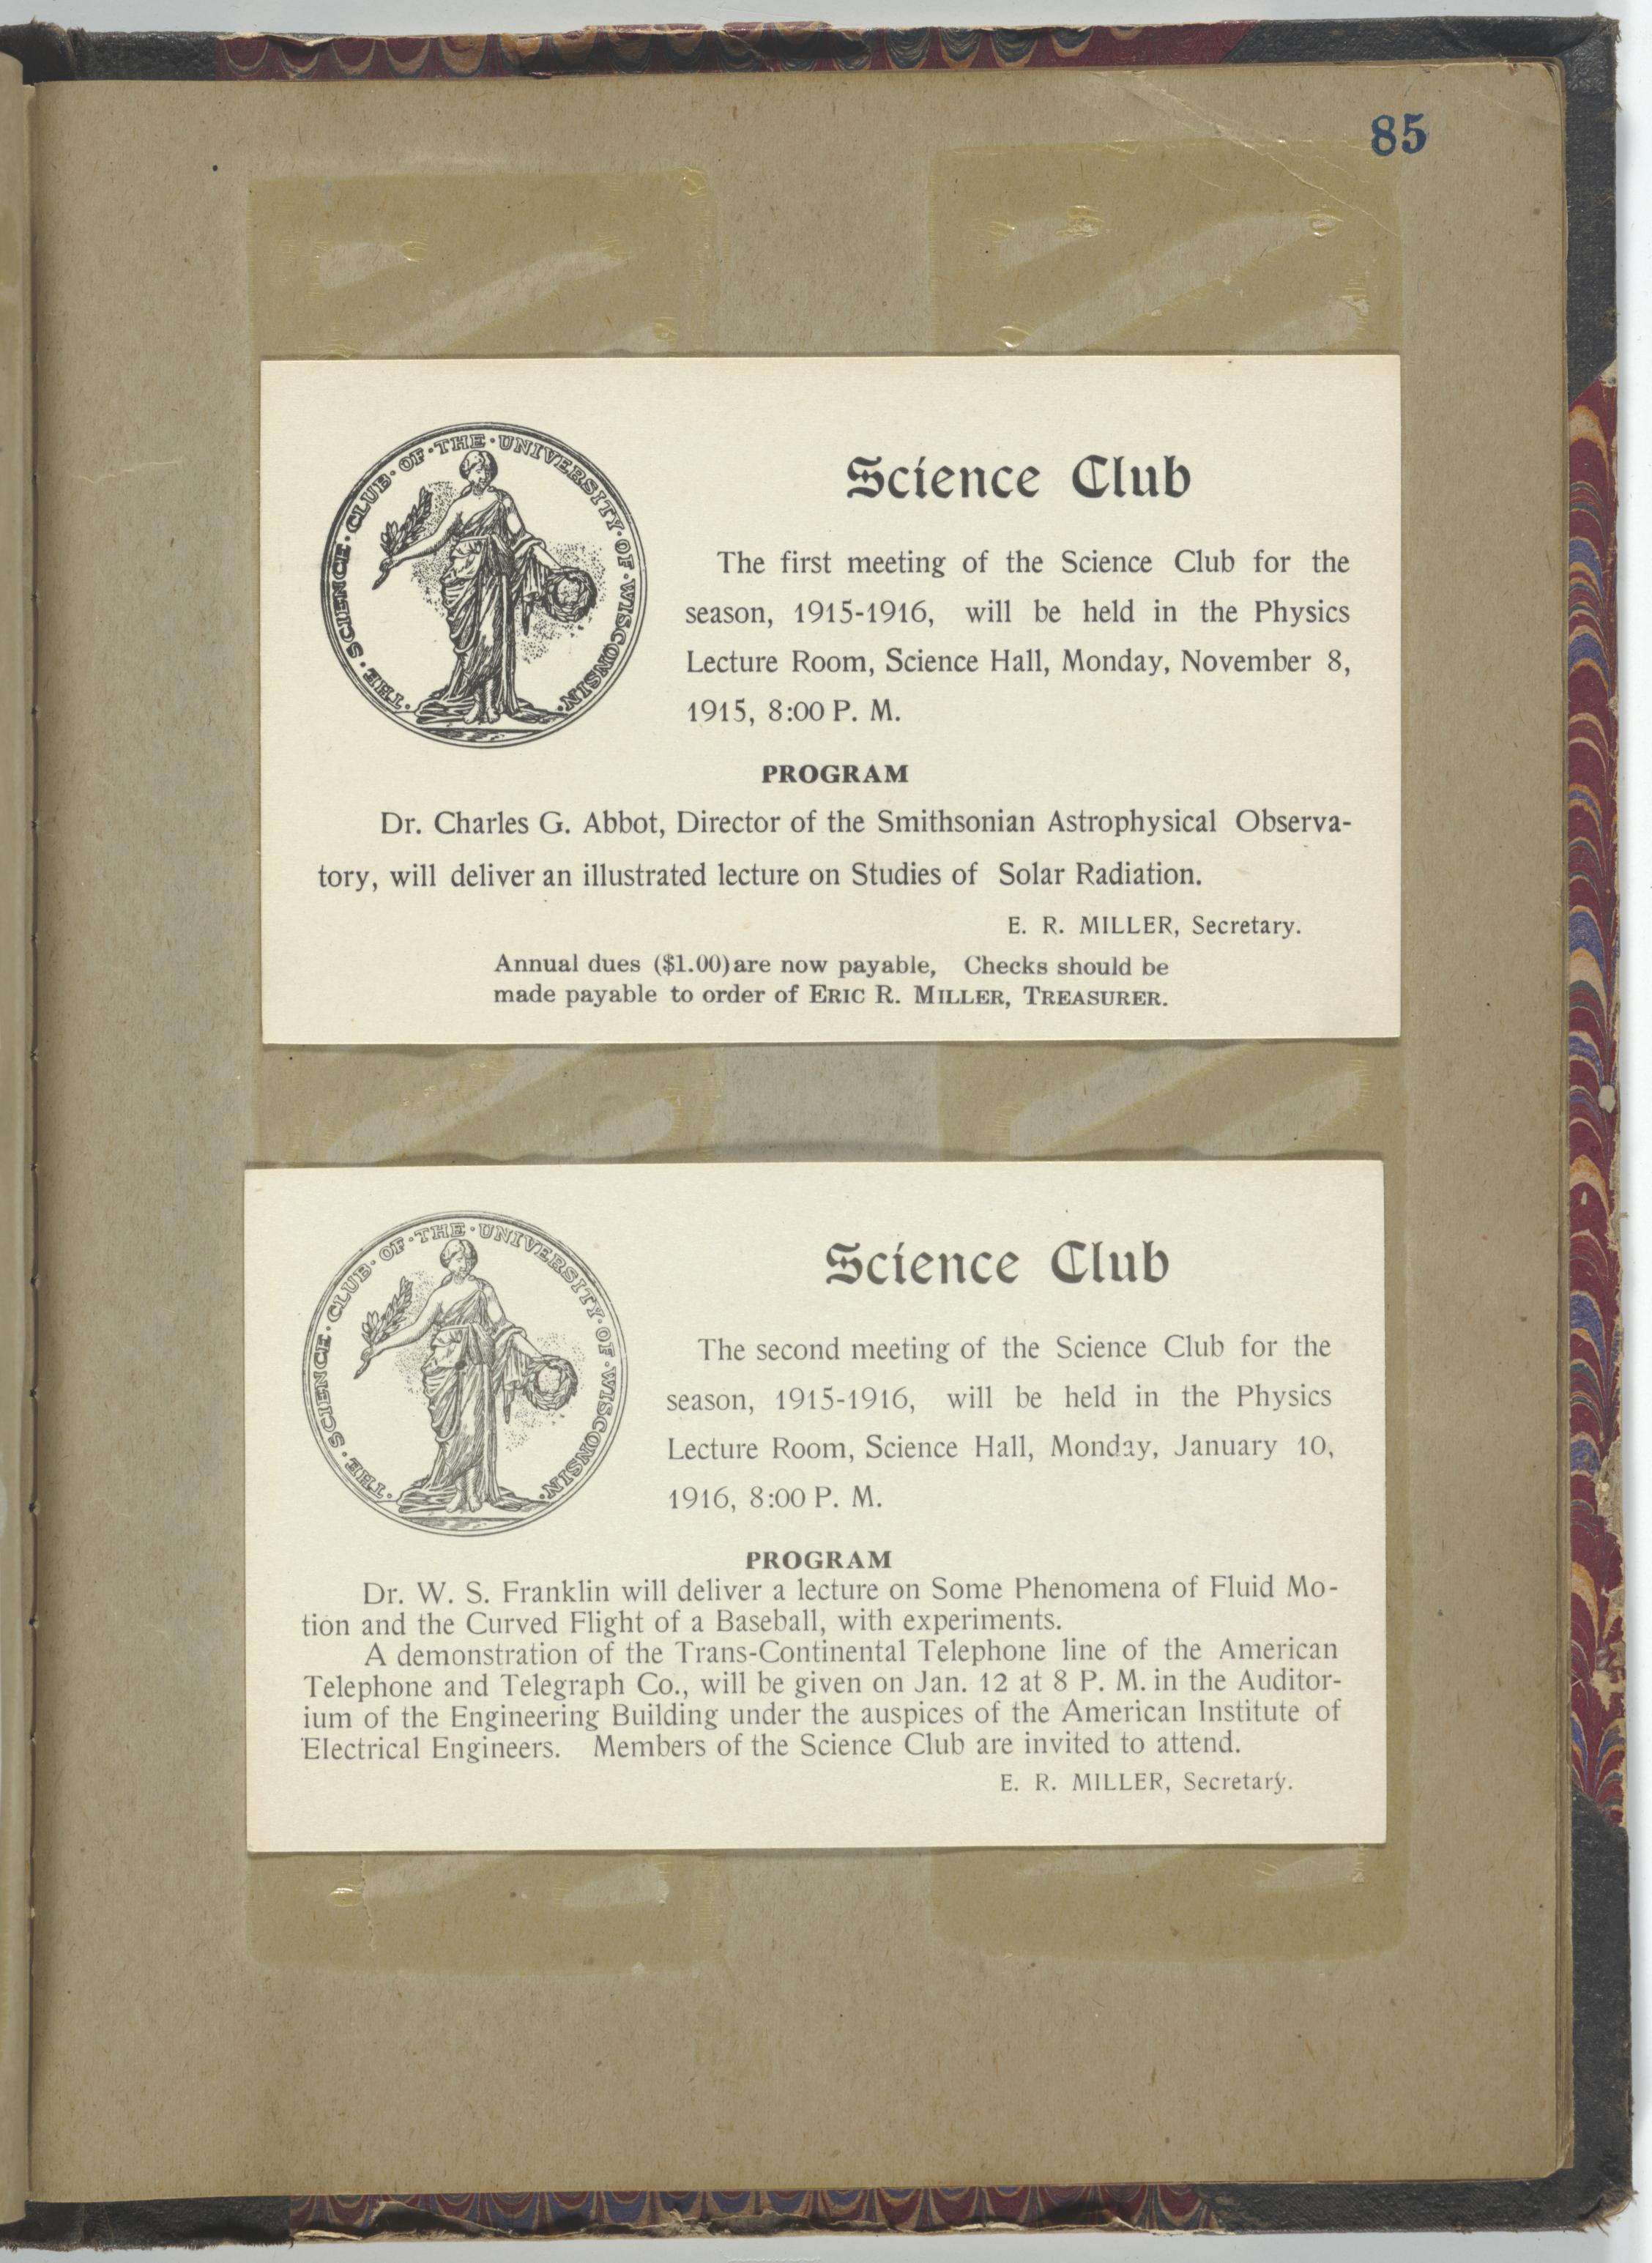 85
·THE·SCIENCE·CLUB·OF·THE·UNIVERSITY·OF·WISCONSIN·
Science Club
The first meeting of the Science Club for the
season, 1915-1916, will be held in the Physics
Lecture Room, Science Hall, Monday, November 8,
1915, 8:00 P. M.
PROGRAM
Dr. Charles G. Abbot, Director of the Smithsonian Astrophysical Observa-
tory, will deliver an illustrated lecture on Studies of Solar Radiation.
E. R. MILLER, Secretary.
Annual dues ($1.00) are now payable, Checks should be
made payable to order of ERIC R. MILLER, TREASURER.
·THE·SCIENCE·CLUB·OF·THE·UNIVERSITY·OF·WISCONSIN·
Science Club
The second meeting of the Science Club for the
season, 1915-1916, will be held in the Physics
Lecture Room, Science Hall, Monday, January 10,
1916, 8:00 P. M.
PROGRAM
Dr. W. S. Franklin will deliver a lecture on Some Phenomena of Fluid Mo-
tion and the Curved Flight of a Baseball, with experiments.
A demonstration of the Trans-Continental Telephone line of the American
Telephone and Telegraph Co., will be given on Jan. 12 at 8 P. M. in the Auditor-
ium of the Engineering Building under the auspices of the American Institute of
Electrical Engineers. Members of the Science Club are invited to attend.
E. R. MILLER, Secretary.